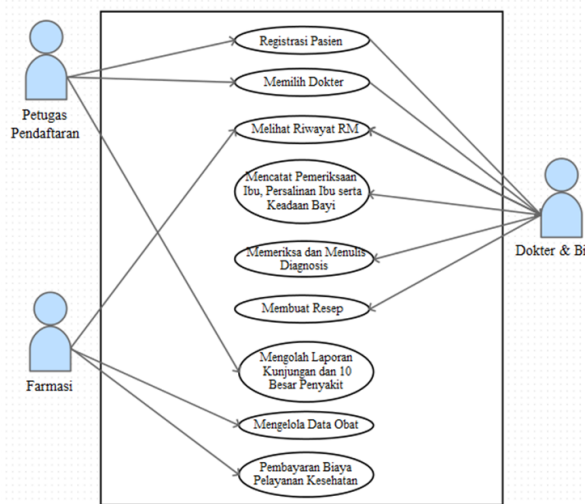 Registrasi Pasien
Memilih Dokter
Melihat Riwayat RM
Mencatat Pemeriksaan
Ibu, Persalinan Ibu serta
Keadaan Bayi
Memeriksa dan Menulis
Diagnosis
Membuat Resep
Mengolah Laporan
Kunjungan dan 10
Besar Penyakit
Mengelola Data Obat
Pembayaran Biaya
Pelayanan Kesehatan
Petugas
Pendaftaran
Farmasi
Dokter & Bi